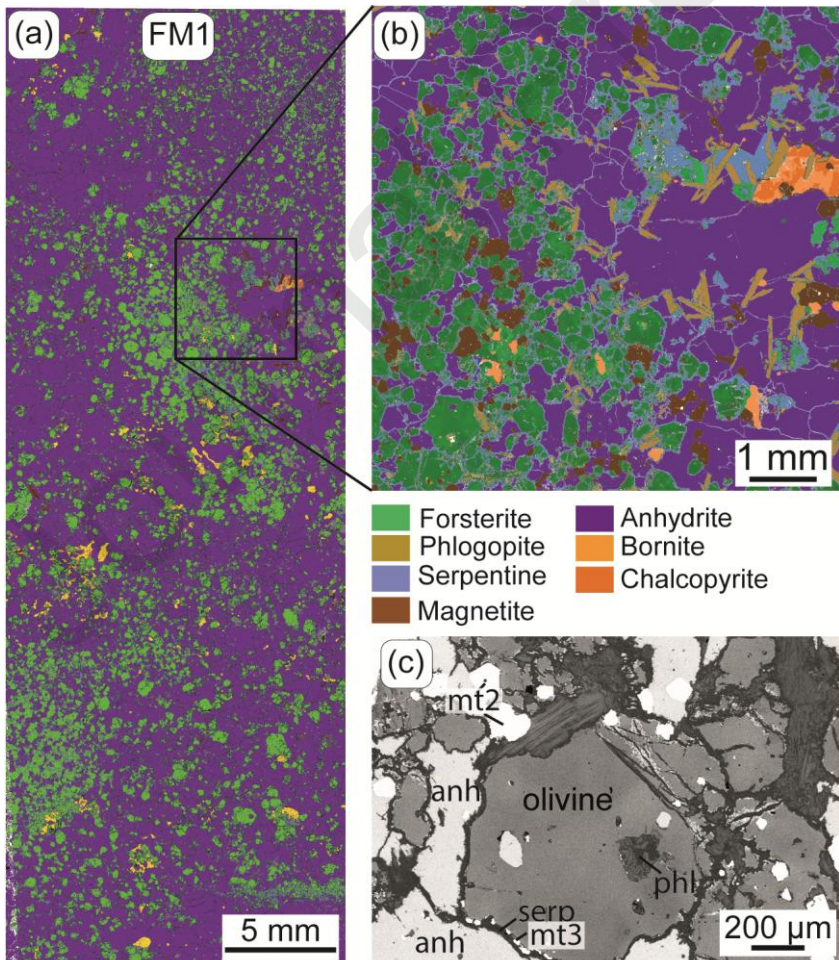 (a)
FM1
(b)
1 mm
Forsterite
Anhydrite
Phlogopite
Bornite
Serpentine
Chalcopyrite
Magnetite
(c)
mt2
anh
olivine
phl
serp
mt3
anh
200 µm
5 mm